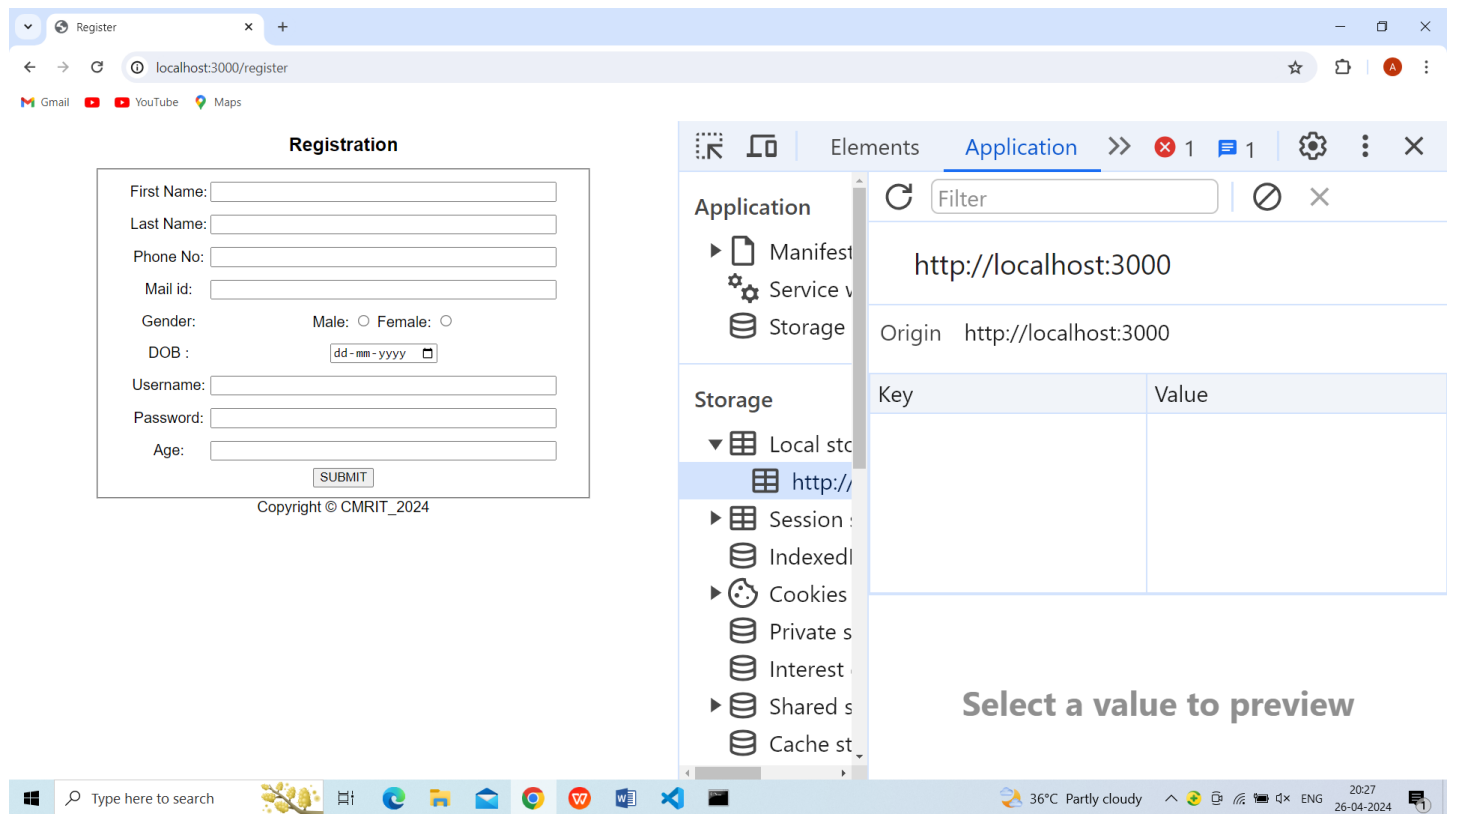 Register
localhost:3000/register
Gmail YouTube Maps
Registration
First Name:
Last Name:
Phone No:
Mail id:
Gender: Male: Female:
DOB : dd-mm-yyyy
Username:
Password:
Age:
SUBMIT
Copyright © CMRIT_2024
Elements Application 1 1
Application
Manifest
Service
Storage
Storage
Local sto
http://
Session
Indexed
Cookies
Private s
Interest
Shared s
Cache st
Filter
http://localhost:3000
Origin http://localhost:3000
Key Value
Select a value to preview
Type here to search
36°C Partly cloudy
ENG
20:27
26-04-2024
1
A